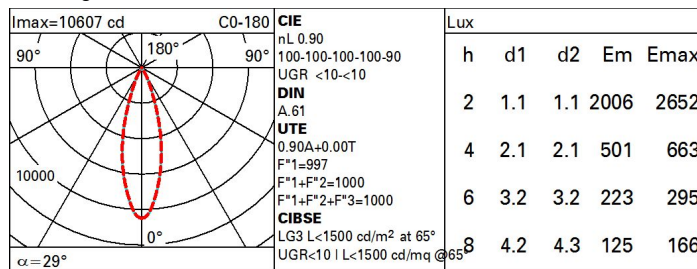 Imax=10607 cd C0-180
90° 180° 90°
10000
0°
α=29°
CIE
nL 0.90
100-100-100-100-90
UGR <10-<10
DIN
A.61
UTE
0.90A+0.00T
F"1=997
F"1+F"2=1000
F"1+F"2+F"3=1000
CIBSE
LG3 L<1500 cd/m² at 65°
UGR<10 | L<1500 cd/mq @65°
Lux
h d1 d2 Em Emax
2 1.1 1.1 2006 2652
4 2.1 2.1 501 663
6 3.2 3.2 223 295
8 4.2 4.3 125 166